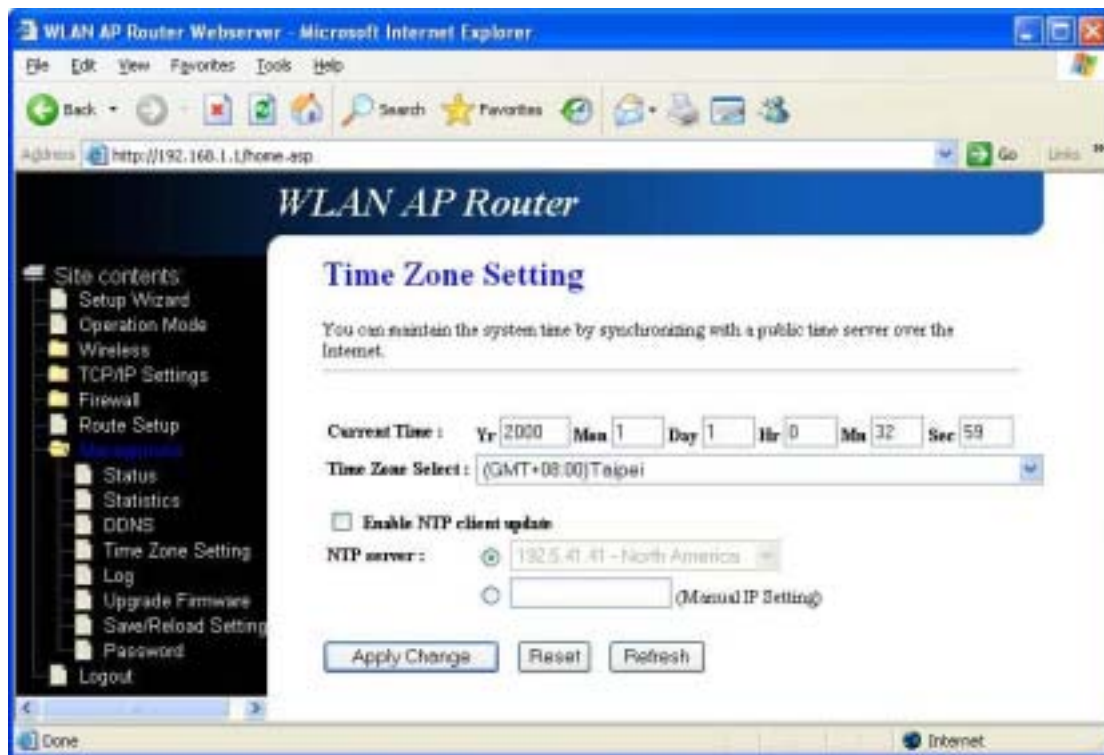 WLAN AP Router Webserver - Microsoft Internet Explorer
File Edit View Favorites Tools Help
Back Search Favorites
Address http://192.168.1.1/home.asp Go Links »
WLAN AP Router
Site contents:
Setup Wizard
Operation Mode
Wireless
TCP/IP Settings
Firewall
Route Setup
Management
Status
Statistics
DDNS
Time Zone Setting
Log
Upgrade Firmware
Save/Reload Setting
Password
Logout
Time Zone Setting
You can maintain the system time by synchronizing with a public time server over the
Internet.
Current Time : Yr 2000 Mon 1 Day 1 Hr 0 Mn 32 Sec 59
Time Zone Select : (GMT+08:00)Taipei
Enable NTP client update
NTP server : 192.5.41.41 - North America
(Manual IP Setting)
Apply Change Reset Refresh
Done Internet